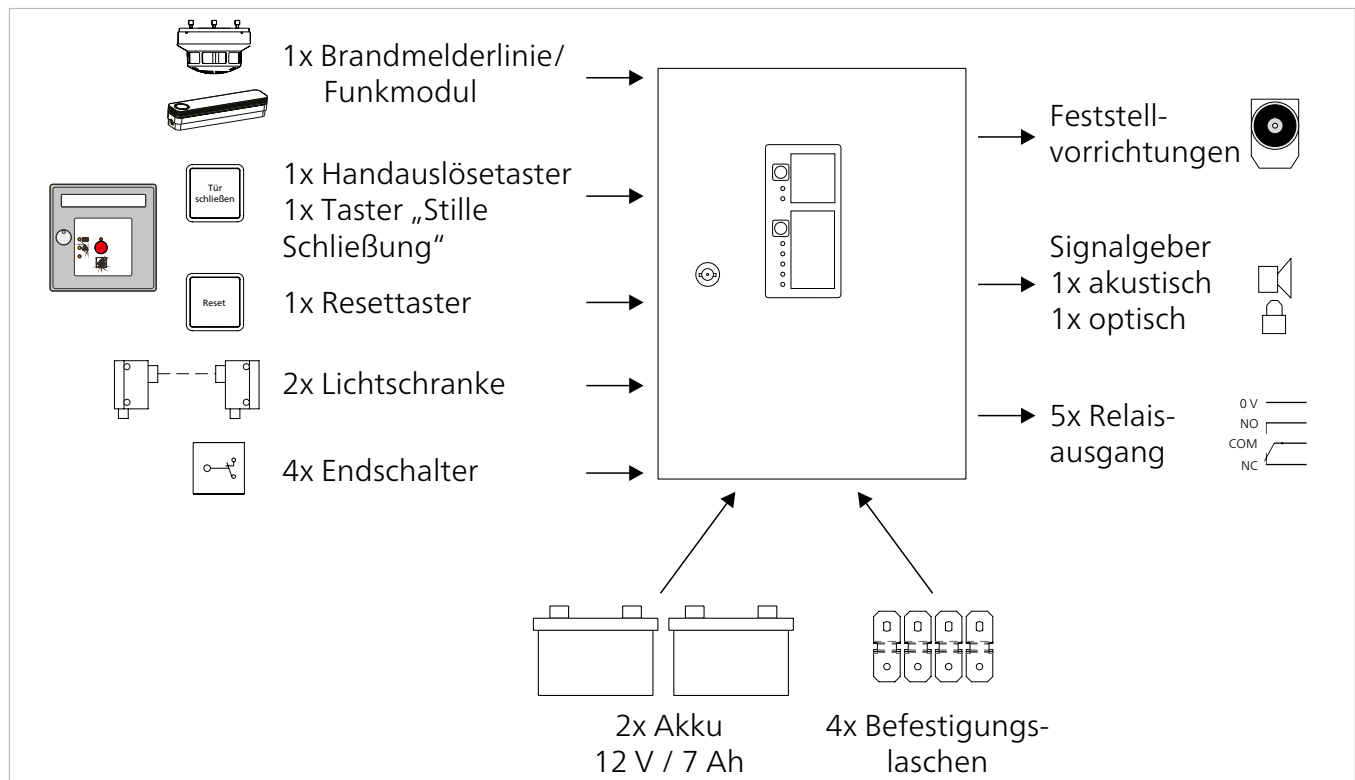 1x Brandmelderlinie/
Funkmodul
Tür
schließen
1x Handauslösetaster
1x Taster „Stille
Schließung“
Reset
1x Resettaster
2x Lichtschranke
4x Endschalter
Feststell-
vorrichtungen
Signalgeber
1x akustisch
1x optisch
5x Relais-
ausgang
0 V
NO
COM
NC
2x Akku
12 V / 7 Ah
4x Befestigungs-
laschen